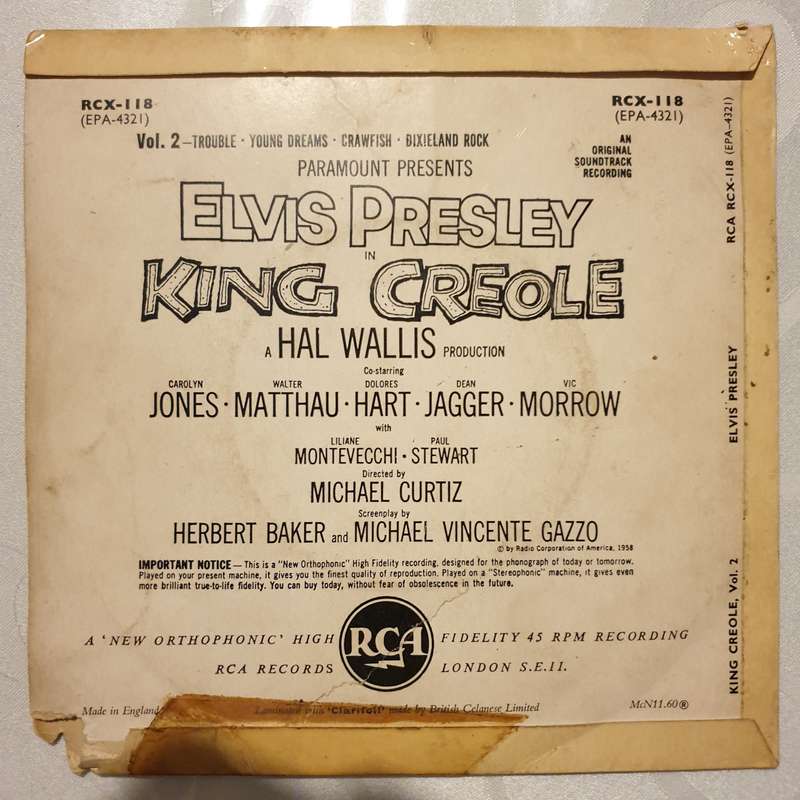 RCX-118 RCX-118
(EPA-4321) (EPA-4321)
Vol. 2—TROUBLE · YOUNG DREAMS · CRAWFISH · DIXIELAND ROCK
AN
ORIGINAL
SOUNDTRACK
RECORDING
PARAMOUNT PRESENTS
ELVIS PRESLEY
IN
KING CREOLE
A HAL WALLIS PRODUCTION
Co-starring
CAROLYN WALTER DOLORES DEAN VIC
JONES · MATTHAU · HART · JAGGER · MORROW
with
LILIANE PAUL
MONTEVECCHI · STEWART
Directed by
MICHAEL CURTIZ
Screenplay by
HERBERT BAKER and MICHAEL VINCENTE GAZZO
© by Radio Corporation of America, 1958
IMPORTANT NOTICE — This is a "New Orthophonic" High Fidelity recording, designed for the phonograph of today or tomorrow.
Played on your present machine, it gives you the finest quality of reproduction. Played on a "Stereophonic" machine, it gives even
more brilliant true-to-life fidelity. You can buy today, without fear of obsolescence in the future.
A 'NEW ORTHOPHONIC' HIGH RCA FIDELITY 45 RPM RECORDING
RCA RECORDS LONDON S.E.11.
Made in England Laminated with 'Clarifoil' made by British Celanese Limited McN11.60®
RCA RCX-118 (EPA-4321)
ELVIS PRESLEY
KING CREOLE, Vol. 2